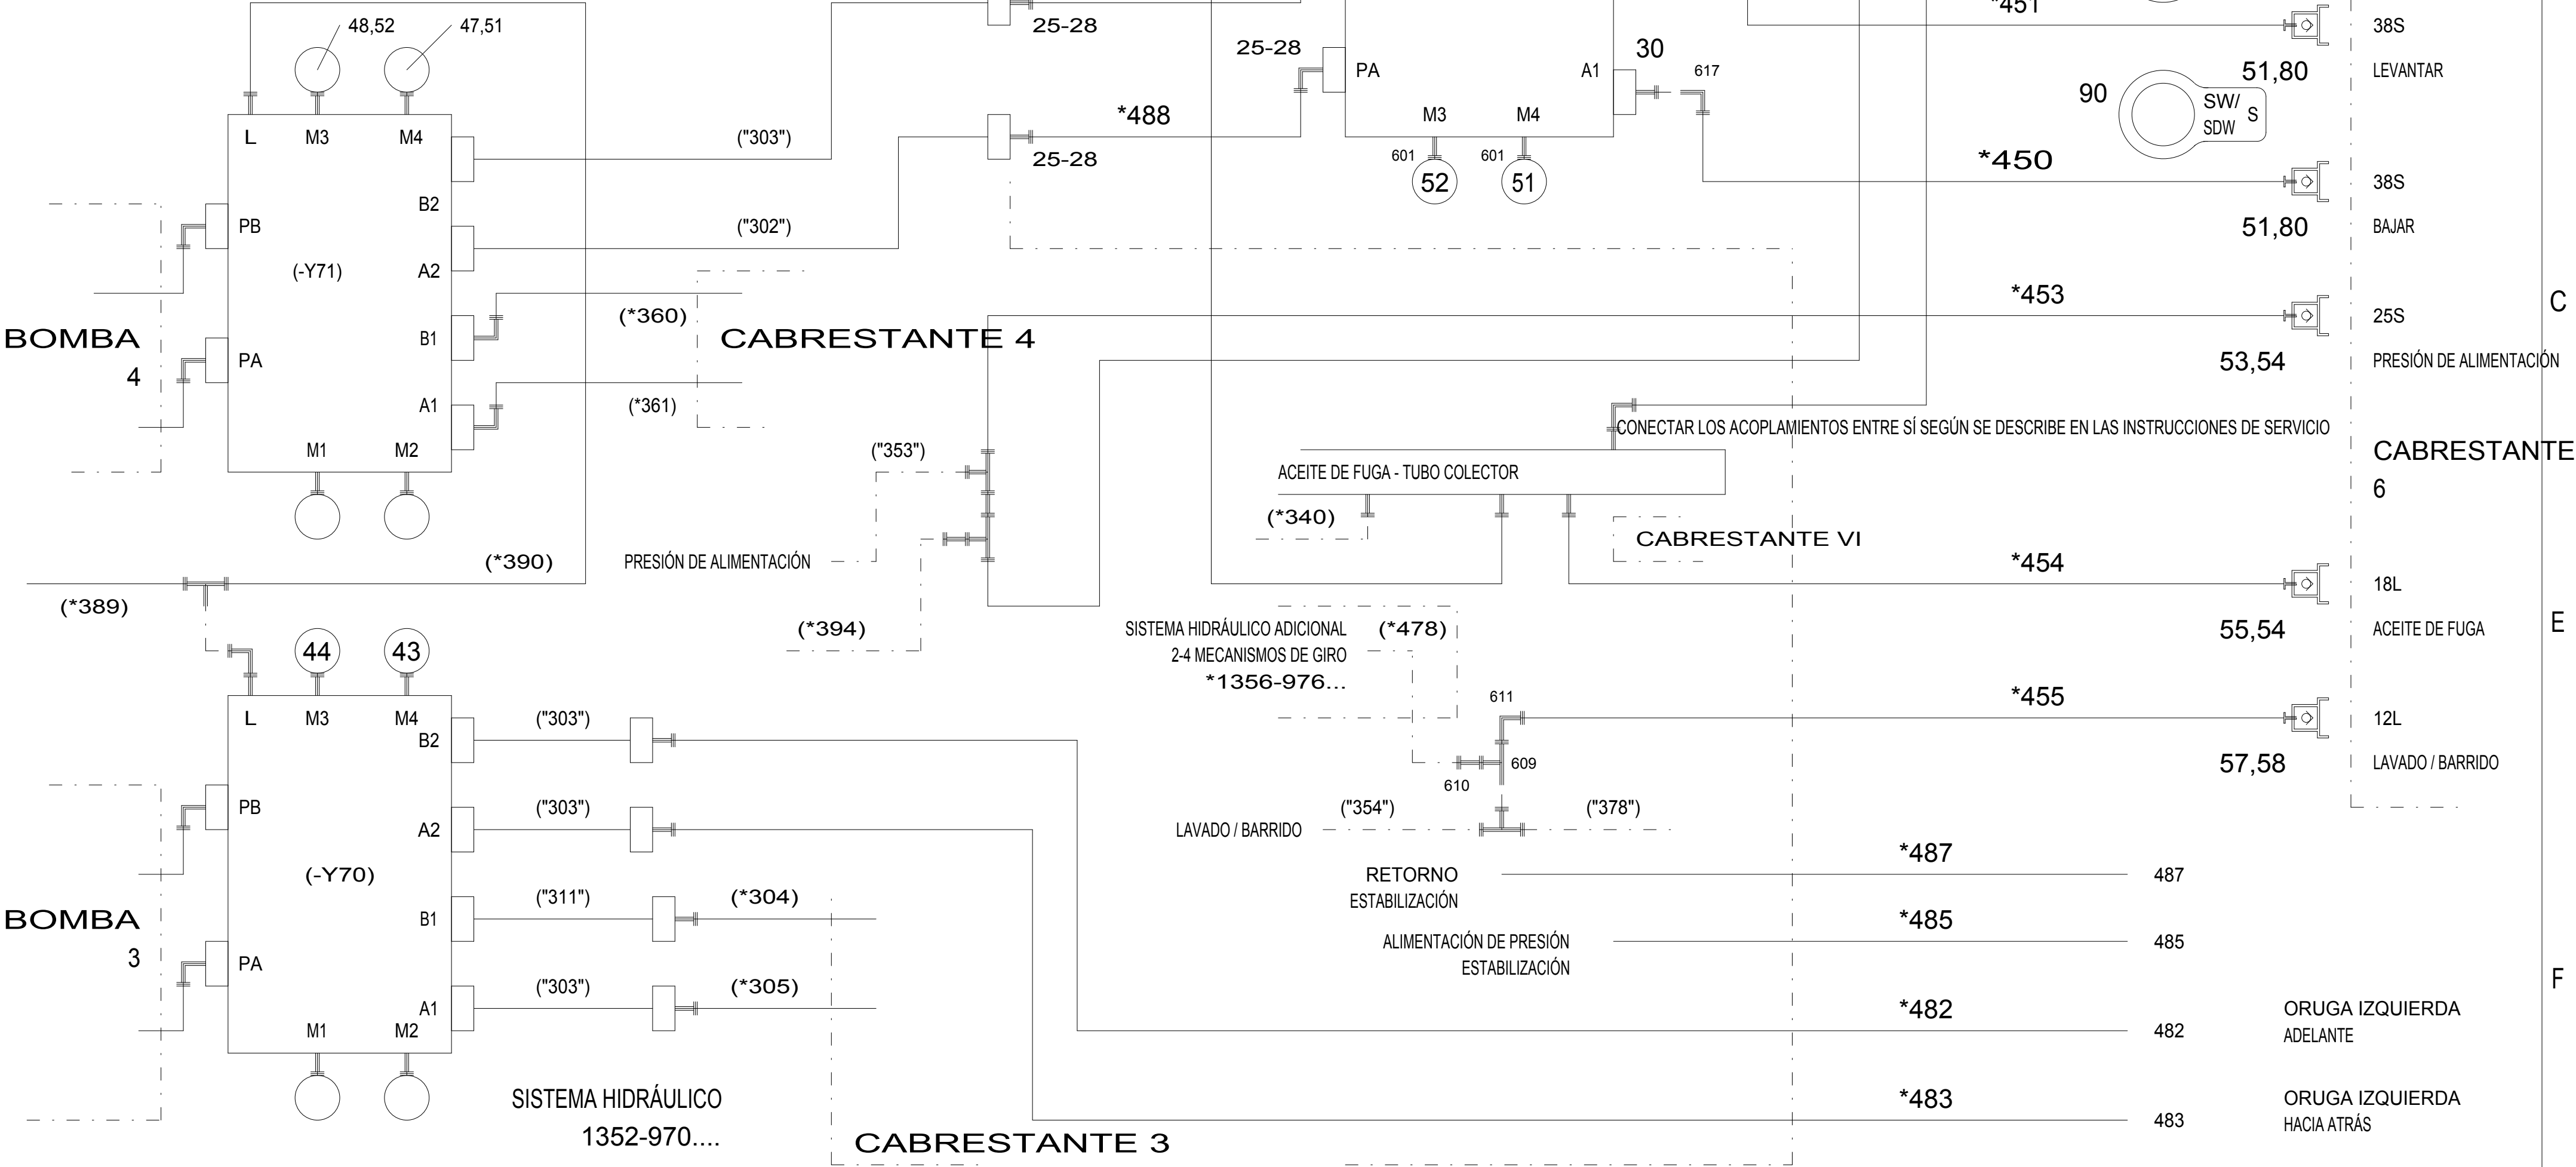 *451
48,52
47,51
25-28
38S
25-28
30
PA
A1
617
51,80
LEVANTAR
90
SW/
S
SDW
L
M3
M4
("303")
*488
M3
M4
25-28
601
601
*450
52
51
38S
B2
PB
("302")
51,80
BAJAR
(-Y71)
A2
*453
C
(*360)
25S
BOMBA
4
B1
CABRESTANTE 4
PA
53,54
PRESIÓN DE ALIMENTACIÓN
A1
(*361)
CONECTAR LOS ACOPLAMIENTOS ENTRE SÍ SEGÚN SE DESCRIBE EN LAS INSTRUCCIONES DE SERVICIO
M1
M2
("353")
CABRESTANTE
6
ACEITE DE FUGA - TUBO COLECTOR
(*340)
CABRESTANTE VI
(*390)
PRESIÓN DE ALIMENTACIÓN
*454
18L
(*389)
(*394)
SISTEMA HIDRÁULICO ADICIONAL
(*478)
2-4 MECANISMOS DE GIRO
*1356-976...
55,54
ACEITE DE FUGA
E
44
43
611
*455
L
M3
M4
("303")
12L
B2
609
610
57,58
LAVADO / BARRIDO
PB
("303")
("354")
("378")
A2
LAVADO / BARRIDO
*487
(-Y70)
RETORNO
ESTABILIZACIÓN
487
("311")
(*304)
BOMBA
3
B1
*485
ALIMENTACIÓN DE PRESIÓN
ESTABILIZACIÓN
485
PA
("303")
(*305)
F
A1
M1
M2
*482
ORUGA IZQUIERDA
ADELANTE
482
SISTEMA HIDRÁULICO
1352-970....
*483
ORUGA IZQUIERDA
HACIA ATRÁS
483
CABRESTANTE 3